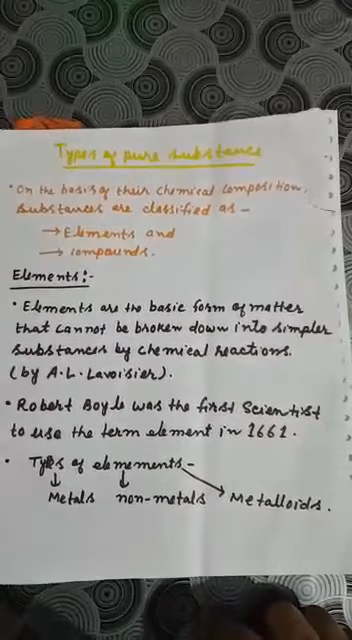 Types of pure substance
• On the basis of their chemical composition,
substances are classified as -
→ Elements and
→ compounds.
Elements:-
• Elements are the basic form of matter
that cannot be broken down into simpler
substances by chemical reactions.
(by A.L. Lavoisier).
• Robert Boyle was the first Scientist
to use the term element in 1661.
• Types of elemements -
↓ ↓
Metals non-metals → Metalloids.